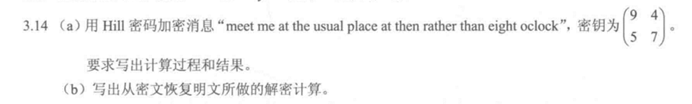 3.14 (a) 用 Hill 密码加密消息“meet me at the usual place at then rather than eight oclock”, 密钥为 (9 4
5 7)。
要求写出计算过程和结果。
(b) 写出从密文恢复明文所做的解密计算。